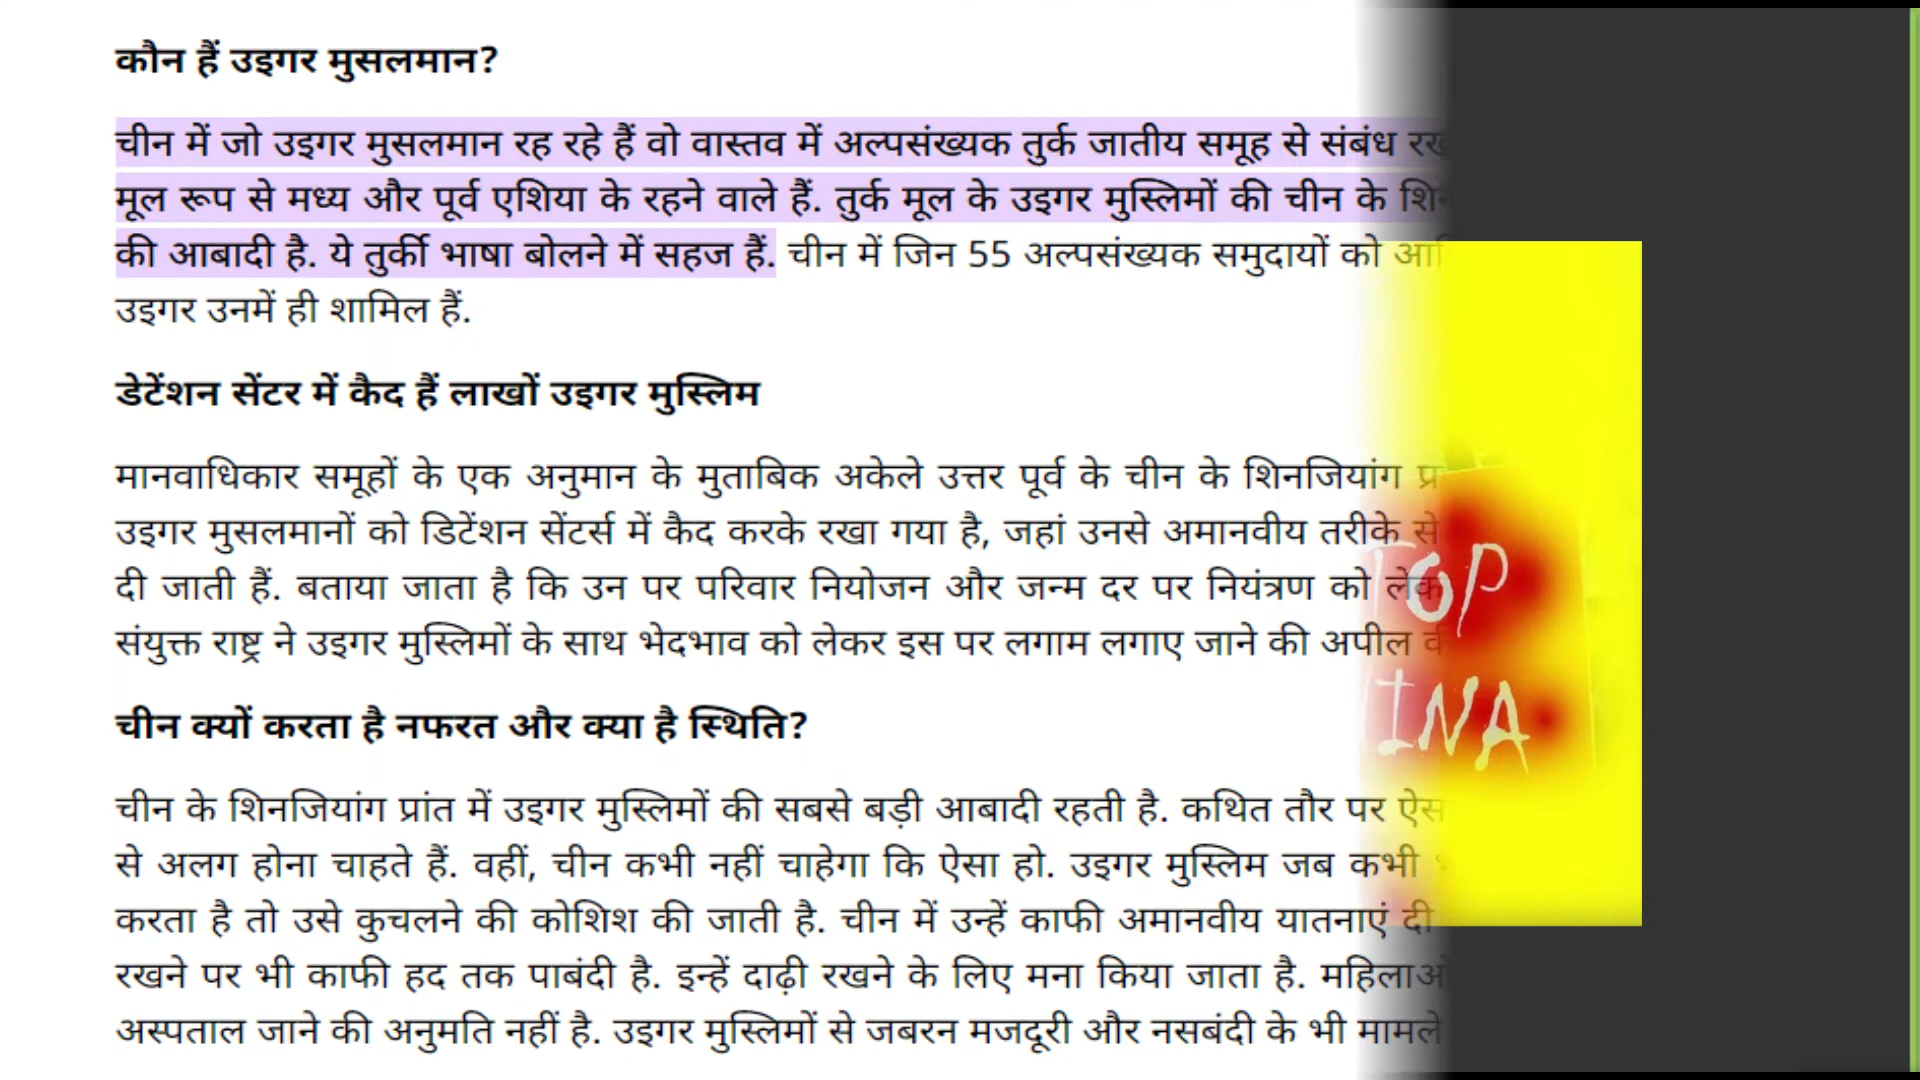 कौन हैं उइगर मुसलमान?
चीन में जो उइगर मुसलमान रह रहे हैं वो वास्तव में अल्पसंख्यक तुर्क जातीय समूह से संबंध
मूल रूप से मध्य और पूर्व एशिया के रहने वाले हैं. तुर्क मूल के उइगर मुस्लिमों की चीन के
की आबादी है. ये तुर्की भाषा बोलने में सहज हैं. चीन में जिन 55 अल्पसंख्यक समुदायों को
उइगर उनमें ही शामिल हैं.
डेटेंशन सेंटर में कैद हैं लाखों उइगर मुस्लिम
मानवाधिकार समूहों के एक अनुमान के मुताबिक अकेले उत्तर पूर्व के चीन के शिनजियांग
उइगर मुसलमानों को डिटेंशन सेंटर्स में कैद करके रखा गया है, जहां उनसे अमानवीय तरीके से
दी जाती हैं. बताया जाता है कि उन पर परिवार नियोजन और जन्म दर पर नियंत्रण को
संयुक्त राष्ट्र ने उइगर मुस्लिमों के साथ भेदभाव को लेकर इस पर लगाम लगाए जाने की अपील
TOP
INA
चीन क्यों करता है नफरत और क्या है स्थिति?
चीन के शिनजियांग प्रांत में उइगर मुस्लिमों की सबसे बड़ी आबादी रहती है. कथित तौर पर
से अलग होना चाहते हैं. वहीं, चीन कभी नहीं चाहेगा कि ऐसा हो. उइगर मुस्लिम जब कभी
करता है तो उसे कुचलने की कोशिश की जाती है. चीन में उन्हें काफी अमानवीय यातनाएं दी
रखने पर भी काफी हद तक पाबंदी है. इन्हें दाढ़ी रखने के लिए मना किया जाता है.
अस्पताल जाने की अनुमति नहीं है. उइगर मुस्लिमों से जबरन मजदूरी और नसबंदी के भी मामले